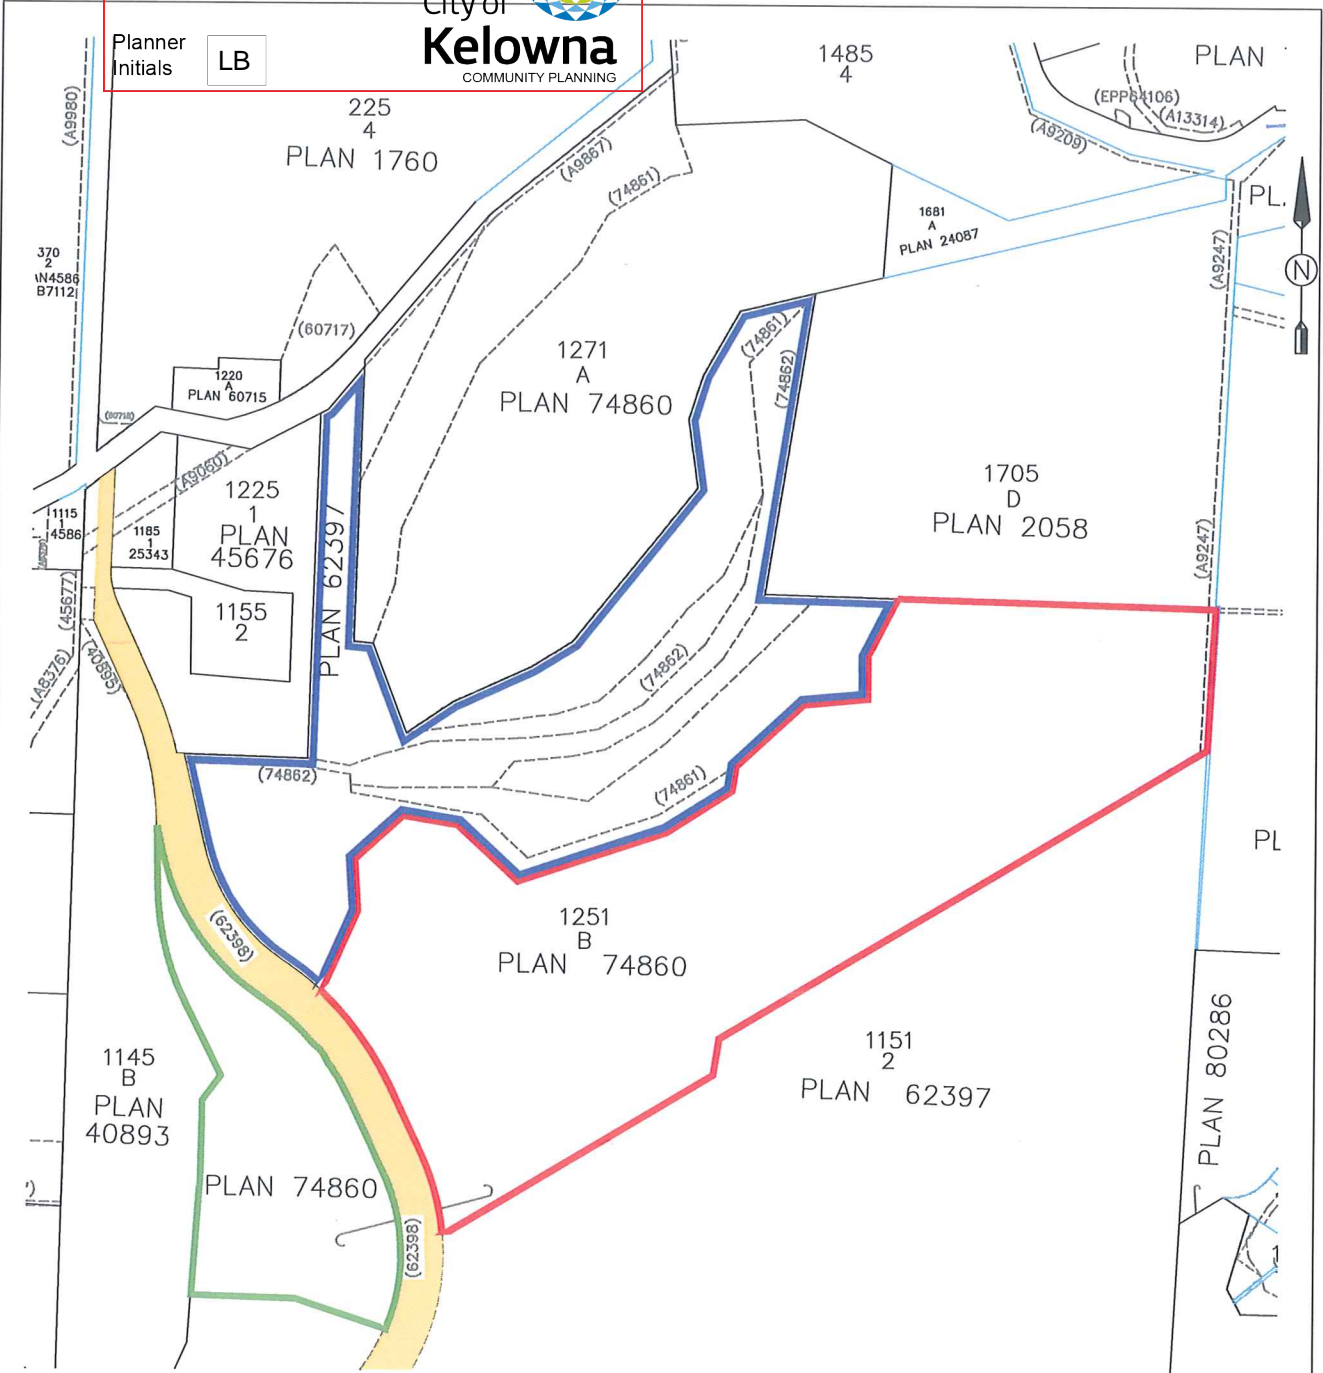 City of
Kelowna
COMMUNITY PLANNING
Planner
Initials
LB
225
4
PLAN 1760
1485
4
PLAN
(EPP64106)
(A13314)
(A9209)
(A9980)
(A9867)
(74861)
1681
A
PLAN 24087
PL.
(A9247)
N
370
2
N4586
B7112
(60717)
1220
A
PLAN 60715
1271
A
PLAN 74860
(74861)
(74862)
(A9060)
1225
1
PLAN
45676
1115
1
4586
1185
1
25343
PLAN 62397
1705
D
PLAN 2058
(A9247)
(45677)
1155
2
(A8376)
(40895)
(74862)
(74862)
(74861)
PL
(62398)
1251
B
PLAN 74860
1145
B
PLAN
40893
1151
2
PLAN 62397
PLAN 80286
PLAN 74860
(62398)
1